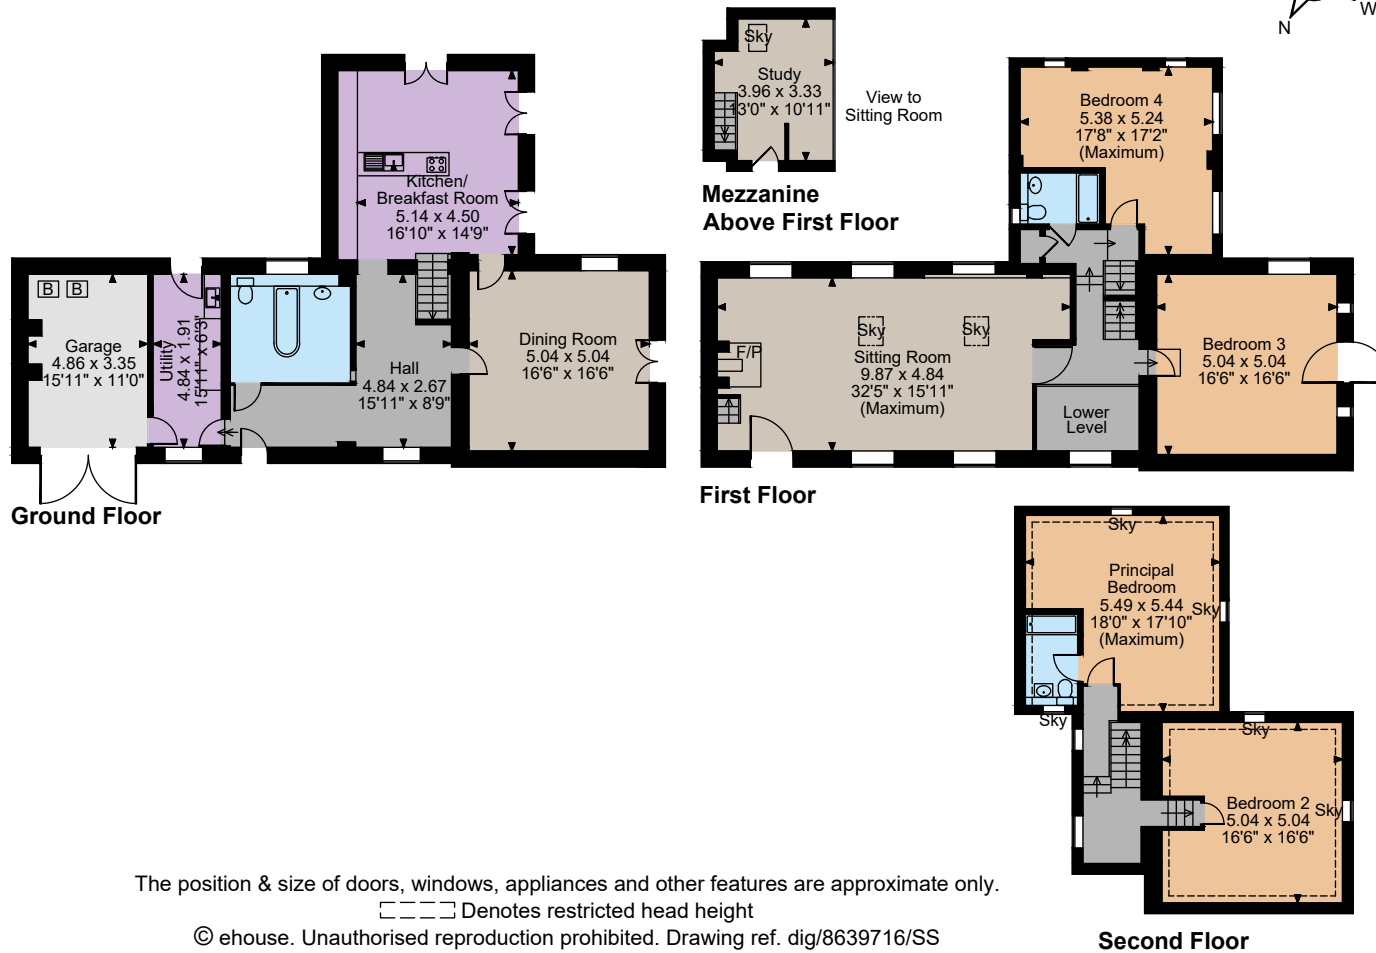 N
W
Sky
Study
3.96 x 3.33
13'0" x 10'11"
View to
Sitting Room
Mezzanine
Above First Floor
Kitchen/
Breakfast Room
5.14 x 4.50
16'10" x 14'9"
B B
Garage
4.86 x 3.35
15'11" x 11'0"
Utility
4.84 x 1.91
15'11" x 6'3"
Hall
4.84 x 2.67
15'11" x 8'9"
Dining Room
5.04 x 5.04
16'6" x 16'6"
Ground Floor
Bedroom 4
5.38 x 5.24
17'8" x 17'2"
(Maximum)
F/P
Sky
Sky
Sitting Room
9.87 x 4.84
32'5" x 15'11"
(Maximum)
Lower
Level
Bedroom 3
5.04 x 5.04
16'6" x 16'6"
First Floor
Sky
Principal
Bedroom
5.49 x 5.44
18'0" x 17'10"
(Maximum)
Sky
Sky
Sky
Bedroom 2
5.04 x 5.04
16'6" x 16'6"
Sky
Second Floor
The position & size of doors, windows, appliances and other features are approximate only.
Denotes restricted head height
© ehouse. Unauthorised reproduction prohibited. Drawing ref. dig/8639716/SS